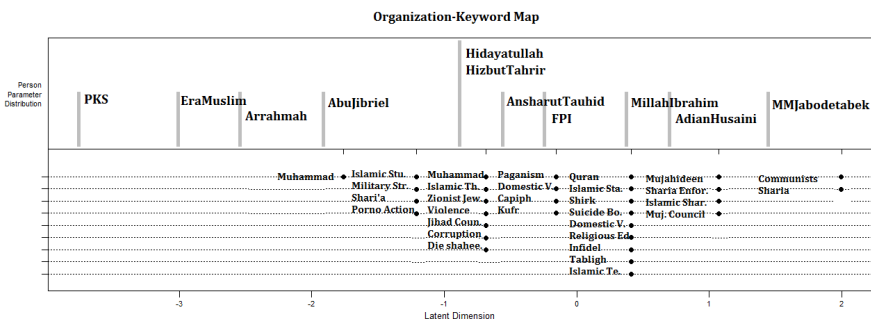 Organization-Keyword Map
Person
Parameter
Distribution
PKS
EraMuslim
Arrahmah
AbuJibriel
Hidayatullah
HizbutTahrir
AnsharutTauhid
FPI
MillahIbrahim
AdianHusaini
MMJabodetabek
Muhammad
Islamic Stu.
Military Str.
Shari'a
Porno Action
Muhammad
Islamic Th.
Zionist Jew.
Violence
Jihad Coun.
Corruption
Die shahee.
Paganism
Domestic V.
Capiph
Kufr
Quran
Islamic Sta.
Shirk
Suicide Bo.
Domestic V.
Religious Ed.
Infidel
Tabligh
Islamic Te.
Mujahideen
Sharia Enfor.
Islamic Shar.
Muj. Council
Communists
Sharia
-3 -2 -1 0 1 2
Latent Dimension